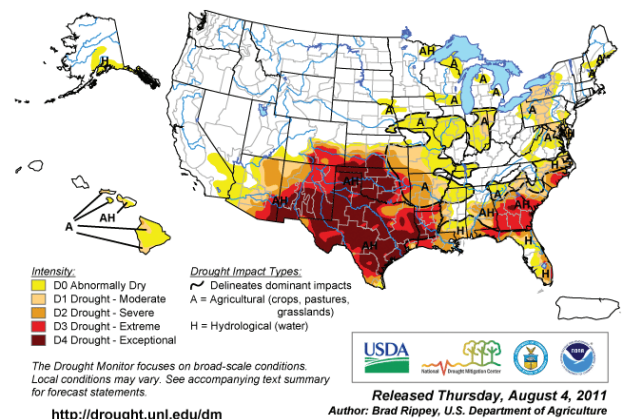 H
AH
A
A
A
A
A
A
A
A
A
A
H
A
A
AH
AH
AH
AH
H
H
H
AH
A
AH
Intensity:
D0 Abnormally Dry
D1 Drought - Moderate
D2 Drought - Severe
D3 Drought - Extreme
D4 Drought - Exceptional
Drought Impact Types:
Delineates dominant impacts
A = Agricultural (crops, pastures,
grasslands)
H = Hydrological (water)
The Drought Monitor focuses on broad-scale conditions.
Local conditions may vary. See accompanying text summary
for forecast statements.
http://drought.unl.edu/dm
USDA
National Drought Mitigation Center
Released Thursday, August 4, 2011
Author: Brad Rippey, U.S. Department of Agriculture